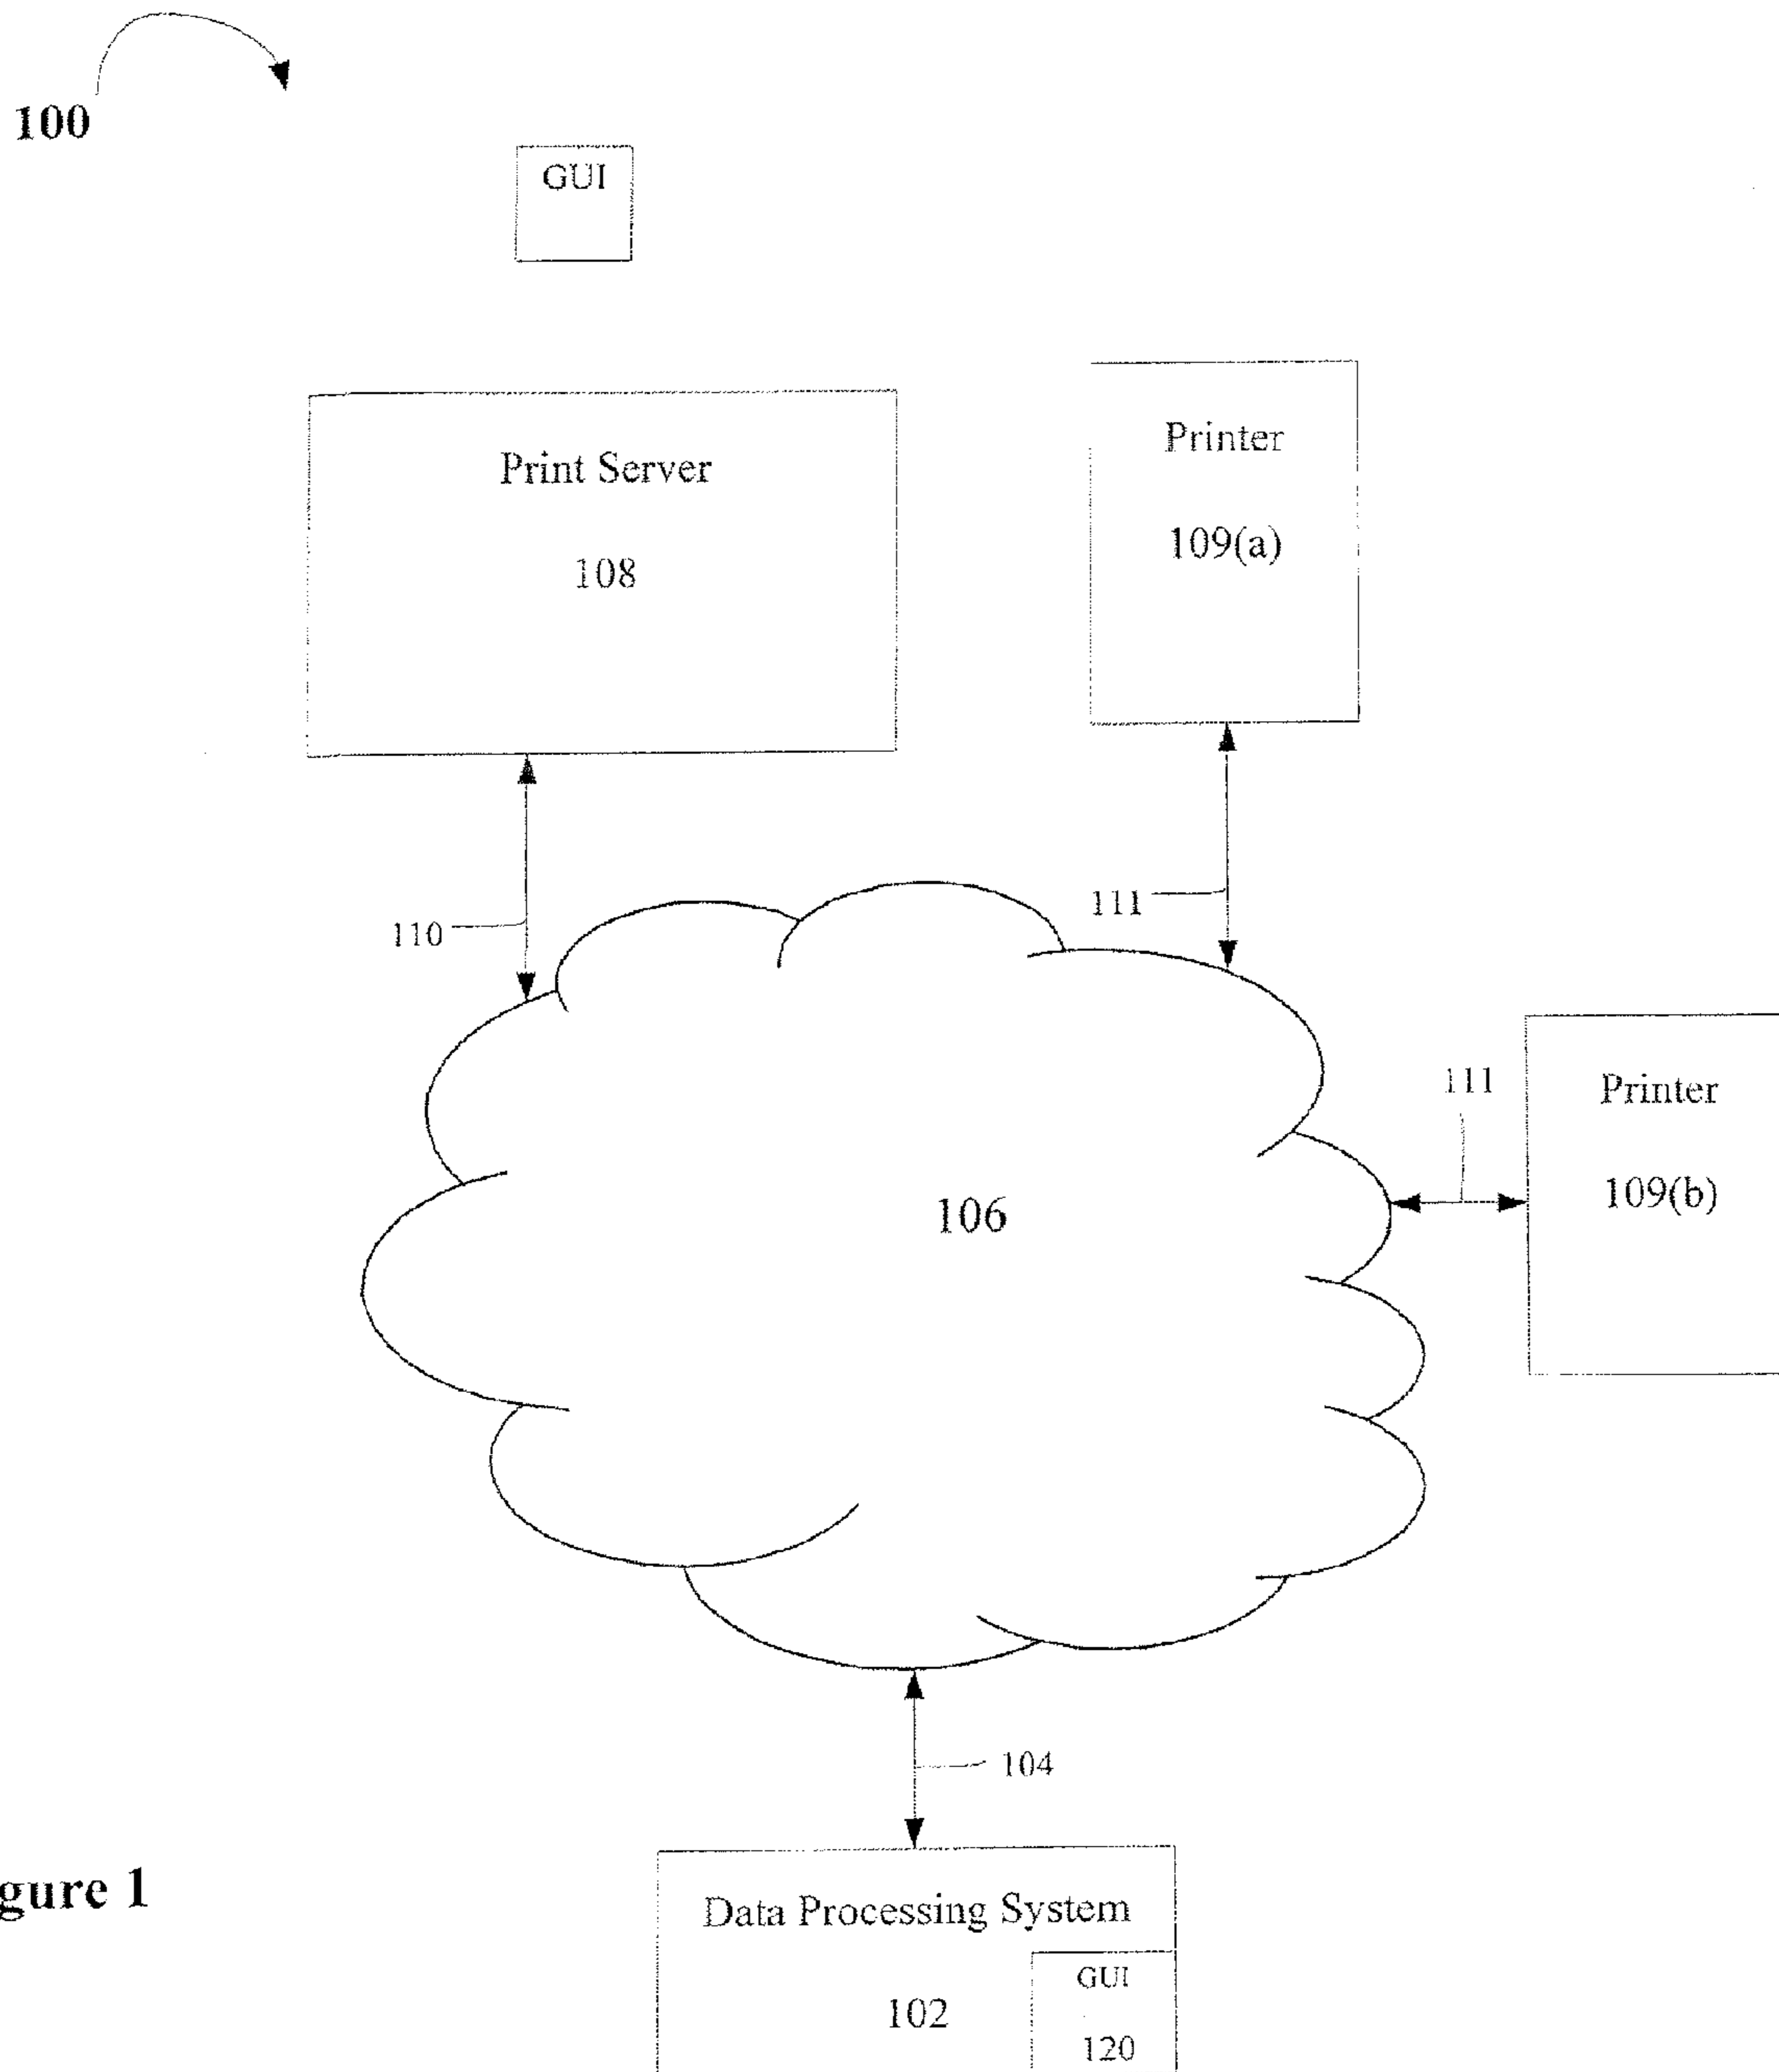 100
GUI
Print Server
108
Printer
109(a)
110
111
111
Printer
109(b)
106
104
gure 1
Data Processing System
102
GUI
120